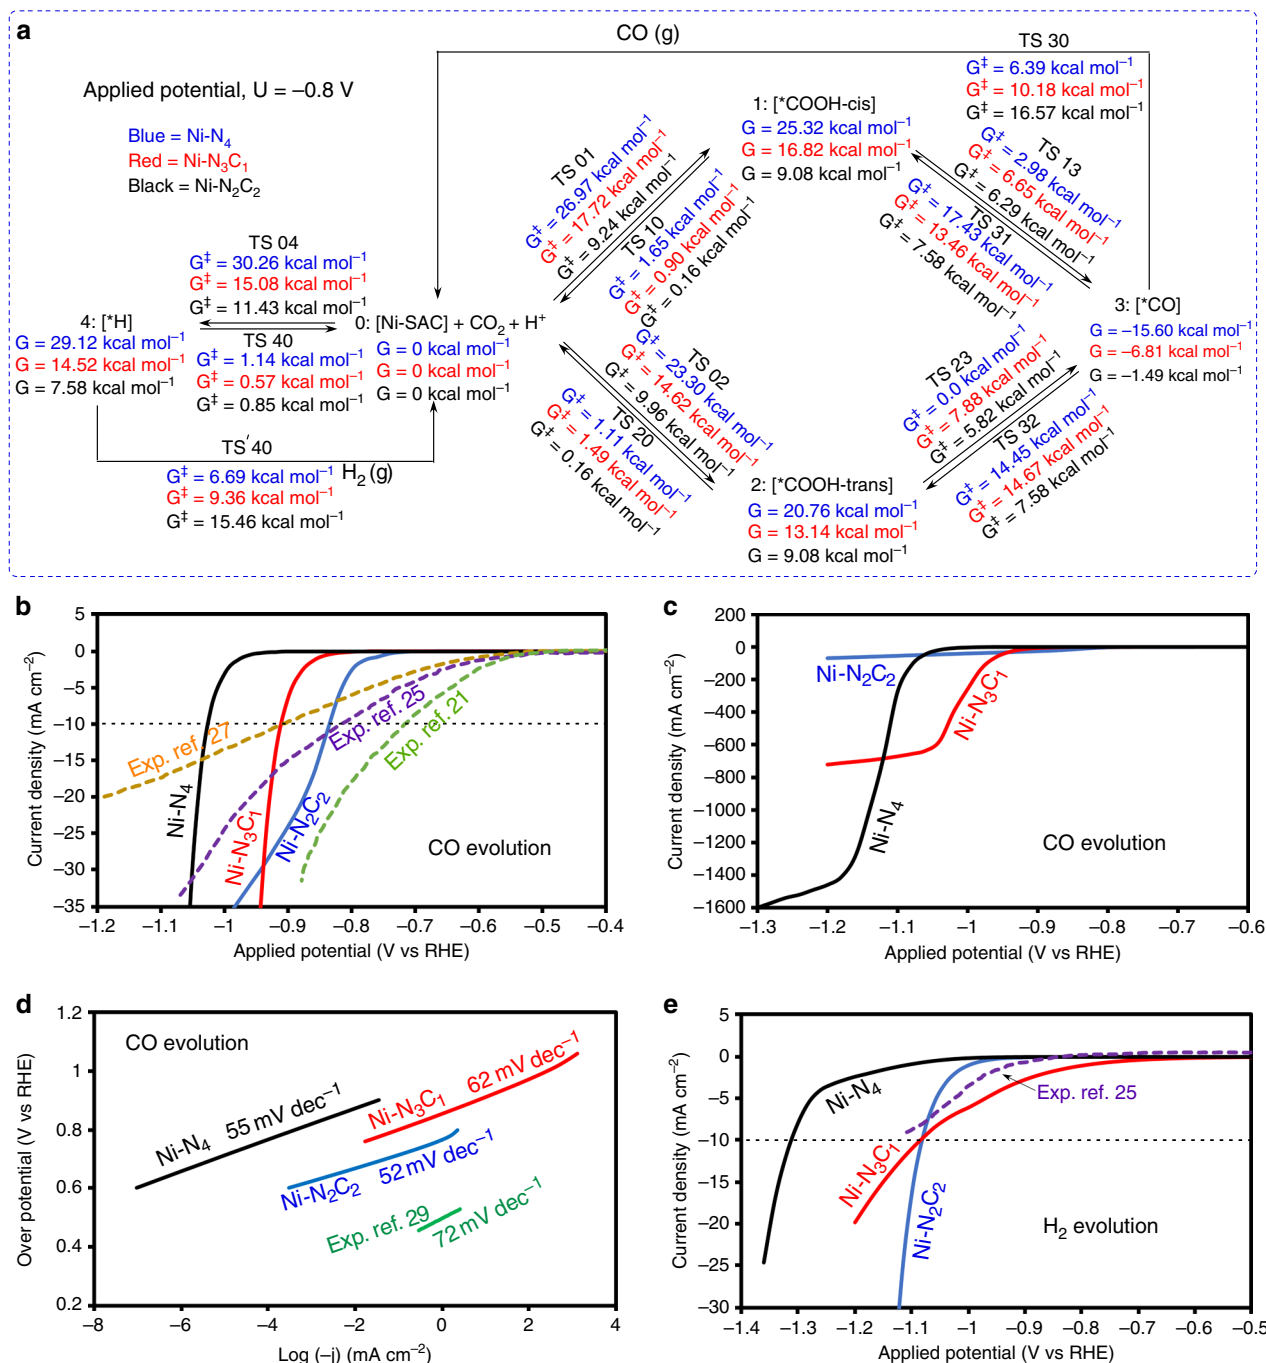 a
CO (g)
TS 30
G‡ = 6.39 kcal mol⁻¹
G‡ = 10.18 kcal mol⁻¹
G‡ = 16.57 kcal mol⁻¹
Applied potential, U = −0.8 V
Blue = Ni-N₄
Red = Ni-N₃C₁
Black = Ni-N₂C₂
1: [*COOH-cis]
G = 25.32 kcal mol⁻¹
G = 16.82 kcal mol⁻¹
G = 9.08 kcal mol⁻¹
TS 01
G‡ = 26.97 kcal mol⁻¹
G‡ = 17.72 kcal mol⁻¹
G‡ = 9.24 kcal mol⁻¹
TS 10
G‡ = 1.65 kcal mol⁻¹
G‡ = 0.90 kcal mol⁻¹
G‡ = 0.16 kcal mol⁻¹
TS 13
G‡ = 2.98 kcal mol⁻¹
G‡ = 6.65 kcal mol⁻¹
G‡ = 6.29 kcal mol⁻¹
TS 31
G‡ = 17.43 kcal mol⁻¹
G‡ = 13.46 kcal mol⁻¹
G‡ = 7.58 kcal mol⁻¹
TS 04
G‡ = 30.26 kcal mol⁻¹
G‡ = 15.08 kcal mol⁻¹
G‡ = 11.43 kcal mol⁻¹
4: [*H]
G = 29.12 kcal mol⁻¹
G = 14.52 kcal mol⁻¹
G = 7.58 kcal mol⁻¹
TS 40
G‡ = 1.14 kcal mol⁻¹
G‡ = 0.57 kcal mol⁻¹
G‡ = 0.85 kcal mol⁻¹
0: [Ni-SAC] + CO₂ + H⁺
G = 0 kcal mol⁻¹
G = 0 kcal mol⁻¹
G = 0 kcal mol⁻¹
3: [*CO]
G = −15.60 kcal mol⁻¹
G = −6.81 kcal mol⁻¹
G = −1.49 kcal mol⁻¹
TS 02
G‡ = 23.30 kcal mol⁻¹
G‡ = 14.62 kcal mol⁻¹
G‡ = 9.96 kcal mol⁻¹
TS 20
G‡ = 1.11 kcal mol⁻¹
G‡ = 1.49 kcal mol⁻¹
G‡ = 0.16 kcal mol⁻¹
TS 23
G‡ = 0.0 kcal mol⁻¹
G‡ = 7.88 kcal mol⁻¹
G‡ = 5.82 kcal mol⁻¹
TS 32
G‡ = 14.45 kcal mol⁻¹
G‡ = 14.67 kcal mol⁻¹
G‡ = 7.58 kcal mol⁻¹
TS′40
H₂ (g)
G‡ = 6.69 kcal mol⁻¹
G‡ = 9.36 kcal mol⁻¹
G‡ = 15.46 kcal mol⁻¹
2: [*COOH-trans]
G = 20.76 kcal mol⁻¹
G = 13.14 kcal mol⁻¹
G = 9.08 kcal mol⁻¹
b
Current density (mA cm⁻²)
5
0
−5
−10
−15
−20
−25
−30
−35
Exp. ref. 27
Exp. ref. 25
Exp. ref. 21
Ni-N₄
Ni-N₃C₁
Ni-N₂C₂
CO evolution
−1.2 −1.1 −1 −0.9 −0.8 −0.7 −0.6 −0.5 −0.4
Applied potential (V vs RHE)
c
Current density (mA cm⁻²)
200
0
−200
−400
−600
−800
−1000
−1200
−1400
−1600
Ni-N₂C₂
Ni-N₃C₁
Ni-N₄
CO evolution
−1.3 −1.2 −1.1 −1 −0.9 −0.8 −0.7 −0.6
Applied potential (V vs RHE)
d
Over potential (V vs RHE)
1.2
1
0.8
0.6
0.4
0.2
CO evolution
Ni-N₄ 55 mV dec⁻¹
Ni-N₃C₁ 62 mV dec⁻¹
Ni-N₂C₂ 52 mV dec⁻¹
Exp. ref. 29
72 mV dec⁻¹
−8 −6 −4 −2 0 2 4
Log (−j) (mA cm⁻²)
e
Current density (mA cm⁻²)
5
0
−5
−10
−15
−20
−25
−30
Ni-N₄
Exp. ref. 25
Ni-N₃C₁
Ni-N₂C₂
H₂ evolution
−1.4 −1.3 −1.2 −1.1 −1 −0.9 −0.8 −0.7 −0.6 −0.5
Applied potential (V vs RHE)